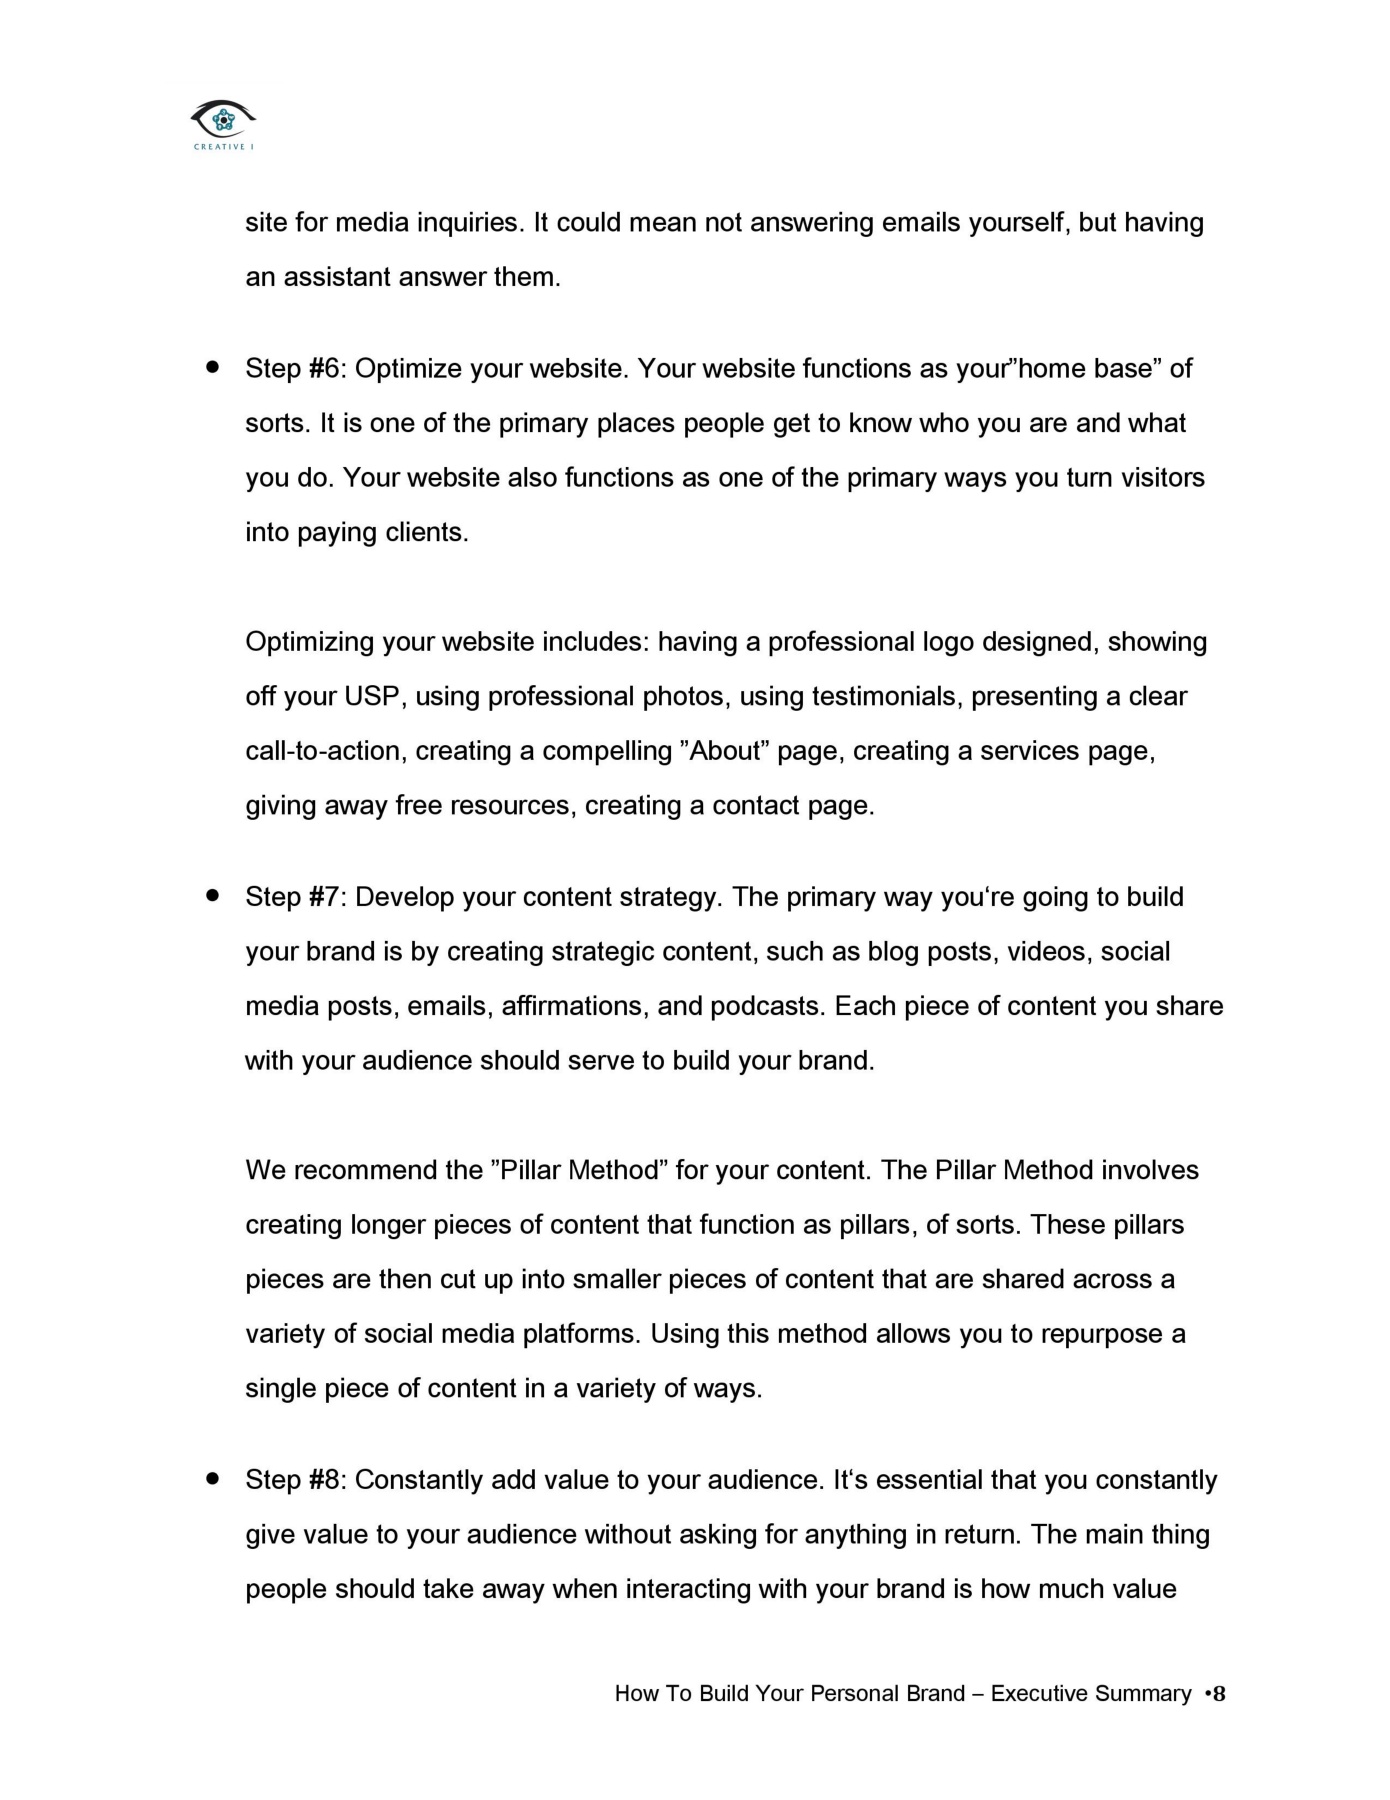 CREATIVE I
site for media inquiries. It could mean not answering emails yourself, but having
an assistant answer them.
● Step #6: Optimize your website. Your website functions as your”home base” of
sorts. It is one of the primary places people get to know who you are and what
you do. Your website also functions as one of the primary ways you turn visitors
into paying clients.
Optimizing your website includes: having a professional logo designed, showing
off your USP, using professional photos, using testimonials, presenting a clear
call-to-action, creating a compelling ”About” page, creating a services page,
giving away free resources, creating a contact page.
● Step #7: Develop your content strategy. The primary way you‘re going to build
your brand is by creating strategic content, such as blog posts, videos, social
media posts, emails, affirmations, and podcasts. Each piece of content you share
with your audience should serve to build your brand.
We recommend the ”Pillar Method” for your content. The Pillar Method involves
creating longer pieces of content that function as pillars, of sorts. These pillars
pieces are then cut up into smaller pieces of content that are shared across a
variety of social media platforms. Using this method allows you to repurpose a
single piece of content in a variety of ways.
● Step #8: Constantly add value to your audience. It‘s essential that you constantly
give value to your audience without asking for anything in return. The main thing
people should take away when interacting with your brand is how much value
How To Build Your Personal Brand – Executive Summary •8